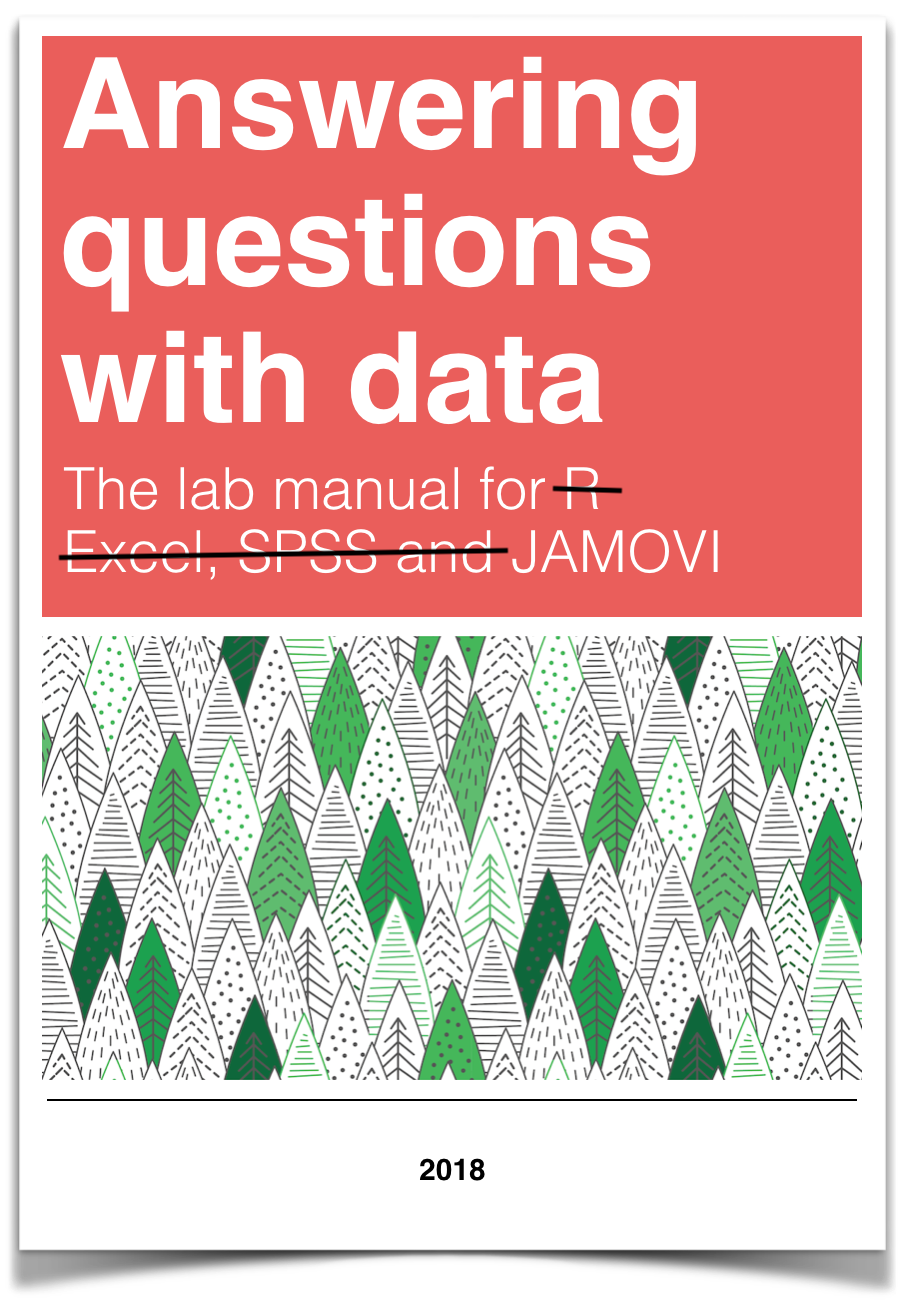 Answering
questions
with data
The lab manual for R
Excel, SPSS and JAMOVI
2018